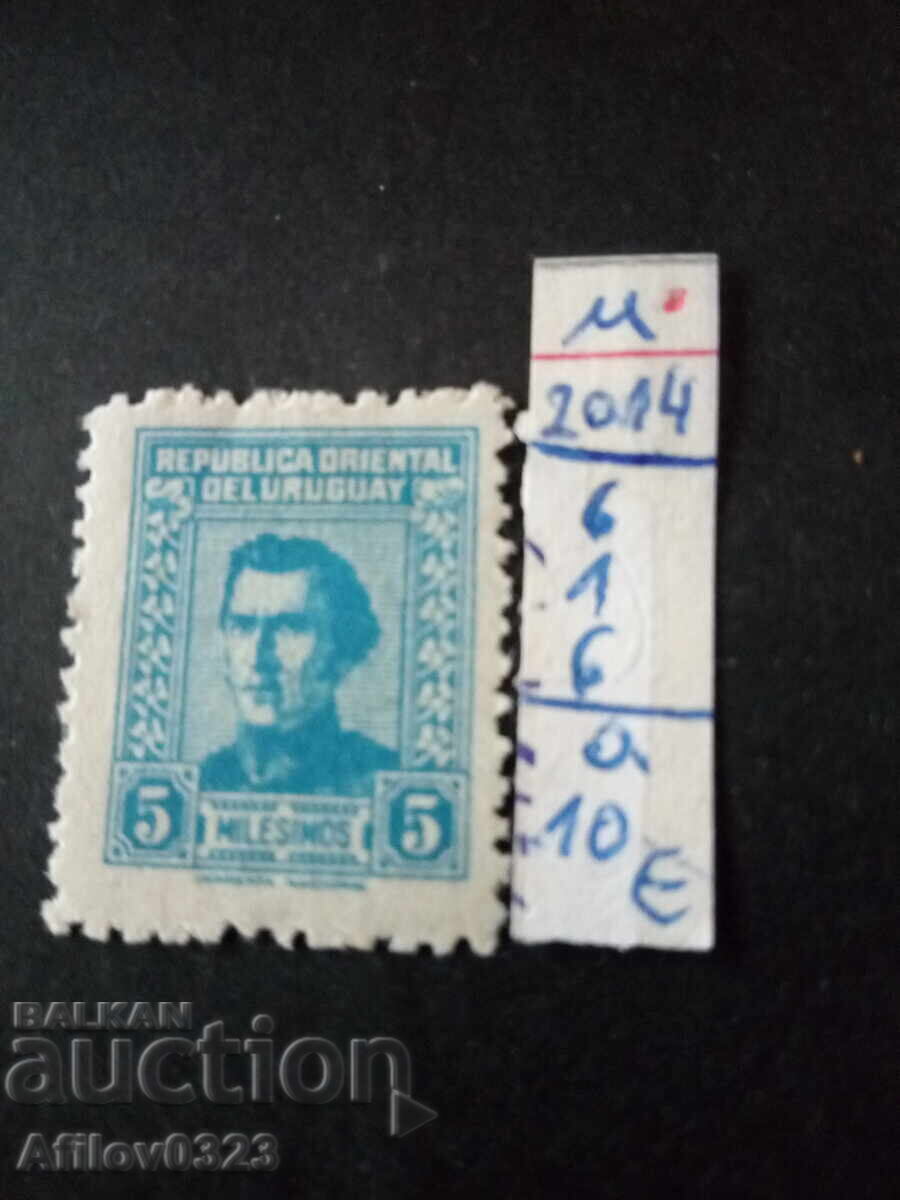 REPUBLICA ORIENTAL
DEL URUGUAY
5 MILESIMOS 5
M
2014
6
1
6
a
10
€
BALKAN
auction
Afilov0323